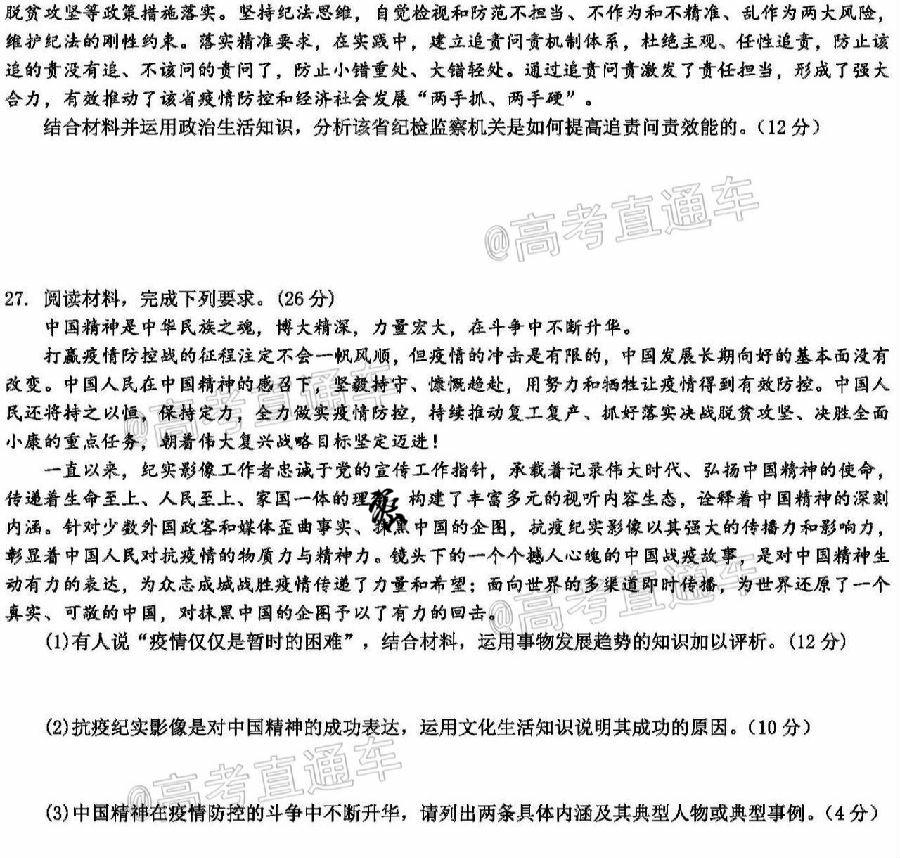 脱贫攻坚等政策措施落实。坚持纪法思维，自觉检视和防范不担当、不作为和不精准、乱作为两大风险，
维护纪法的刚性约束。落实精准要求，在实践中，建立追责问责机制体系，杜绝主观、任性追责，防止该
追的责没有追、不该问的责问了，防止小错重处、大错轻处。通过追责问责激发了责任担当，形成了强大
合力，有效推动了该省疫情防控和经济社会发展“两手抓、两手硬”。
结合材料并运用政治生活知识，分析该省纪检监察机关是如何提高追责问责效能的。（12分）
@高考直通车
27. 阅读材料，完成下列要求。(26分)
中国精神是中华民族之魂，博大精深，力量宏大，在斗争中不断升华。
打赢疫情防控战的征程注定不会一帆风顺，但疫情的冲击是有限的，中国发展长期向好的基本面没有
改变。中国人民在中国精神的感召下，坚毅持守、慷慨趋赴，用努力和牺牲让疫情得到有效防控。中国人
民还将持之以恒、保持定力，全力做实疫情防控，持续推动复工复产、抓好落实决战脱贫攻坚、决胜全面
小康的重点任务，朝着伟大复兴战略目标坚定迈进！
@高考直通车
一直以来，纪实影像工作者忠诚于党的宣传工作指针，承载着记录伟大时代、弘扬中国精神的使命，
传递着生命至上、人民至上、家国一体的理 构建了丰富多元的视听内容生态，诠释着中国精神的深刻
内涵。针对少数外国政客和媒体歪曲事实、抹黑中国的企图，抗疫纪实影像以其强大的传播力和影响力，
彰显着中国人民对抗疫情的物质力与精神力。镜头下的一个个撼人心魄的中国战疫故事，是对中国精神生
动有力的表达，为众志成城战胜疫情传递了力量和希望；面向世界的多渠道即时传播，为世界还原了一个
真实、可敬的中国，对抹黑中国的企图予以了有力的回击。
@高考直通车
(1)有人说“疫情仅仅是暂时的困难”，结合材料，运用事物发展趋势的知识加以评析。（12分）
(2)抗疫纪实影像是对中国精神的成功表达，运用文化生活知识说明其成功的原因。（10分）
@高考直通车
(3)中国精神在疫情防控的斗争中不断升华，请列出两条具体内涵及其典型人物或典型事例。（4分）